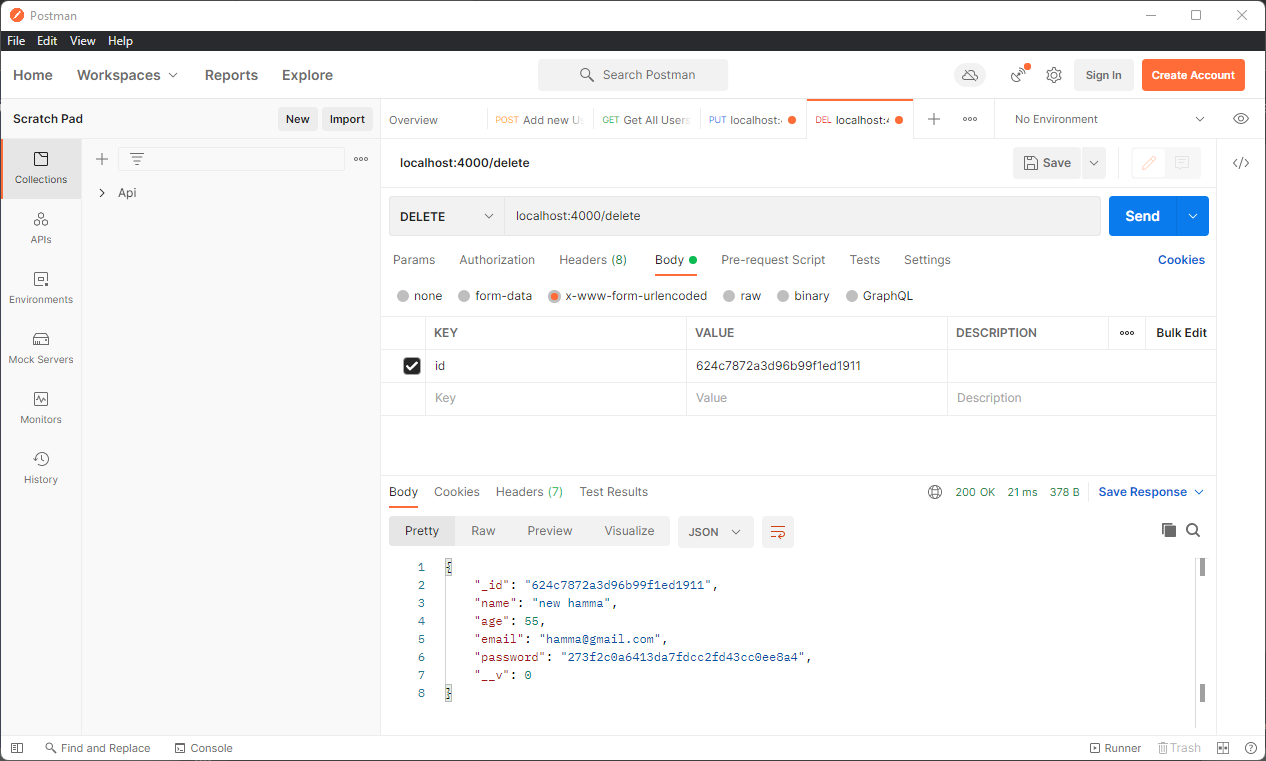 Postman
File Edit View Help
Home Workspaces Reports Explore Search Postman Sign In Create Account
Scratch Pad New Import Overview POST Add new Us GET Get All Users PUT localhost: DEL localhost:4 No Environment
localhost:4000/delete Save
Collections
Api
APIs
Environments
Mock Servers
Monitors
History
DELETE localhost:4000/delete Send
Params Authorization Headers (8) Body Pre-request Script Tests Settings Cookies
none form-data x-www-form-urlencoded raw binary GraphQL
KEY VALUE DESCRIPTION Bulk Edit
id 624c7872a3d96b99f1ed1911
Key Value Description
Body Cookies Headers (7) Test Results 200 OK 21 ms 378 B Save Response
Pretty Raw Preview Visualize JSON
1 {
2 "_id": "624c7872a3d96b99f1ed1911",
3 "name": "new hamma",
4 "age": 55,
5 "email": "hamma@gmail.com",
6 "password": "273f2c0a6413da7fdcc2fd43cc0ee8a4",
7 "__v": 0
8 }
Find and Replace Console Runner Trash